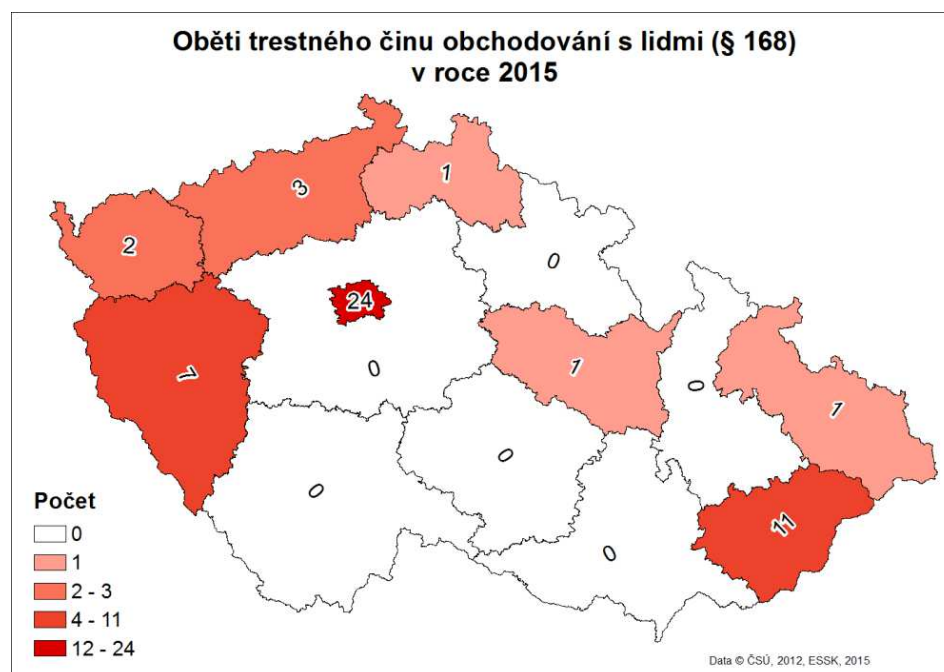 Oběti trestného činu obchodování s lidmi (§ 168)
v roce 2015
1
3
2
0
24
0
7
1
0
1
0
0
11
0
Počet
0
1
2 - 3
4 - 11
12 - 24
Data © ČSÚ, 2012, ESSK, 2015